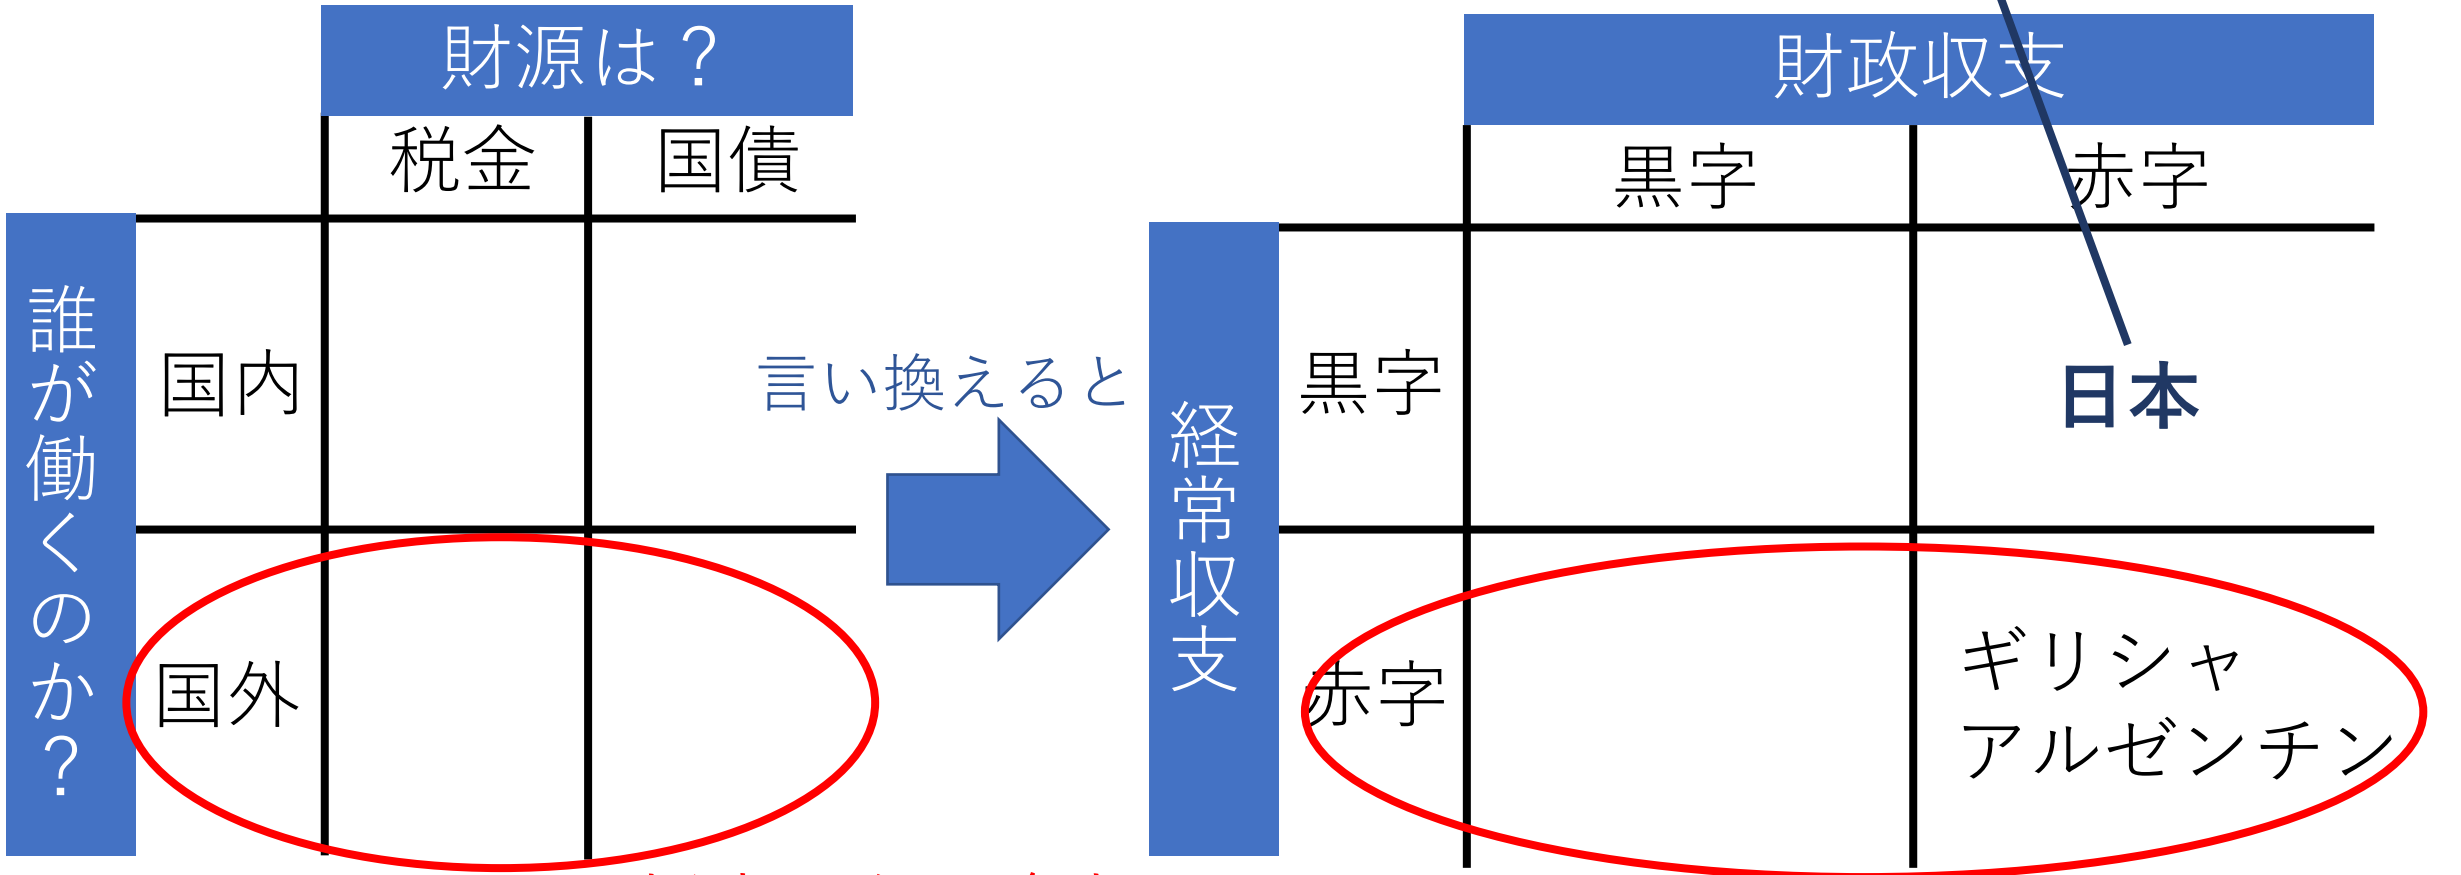 財源は？
税金
国債
誰が働くのか？
国内
国外
言い換えると
財政収支
黒字
赤字
経常収支
黒字
日本
赤字
ギリシャ
アルゼンチン